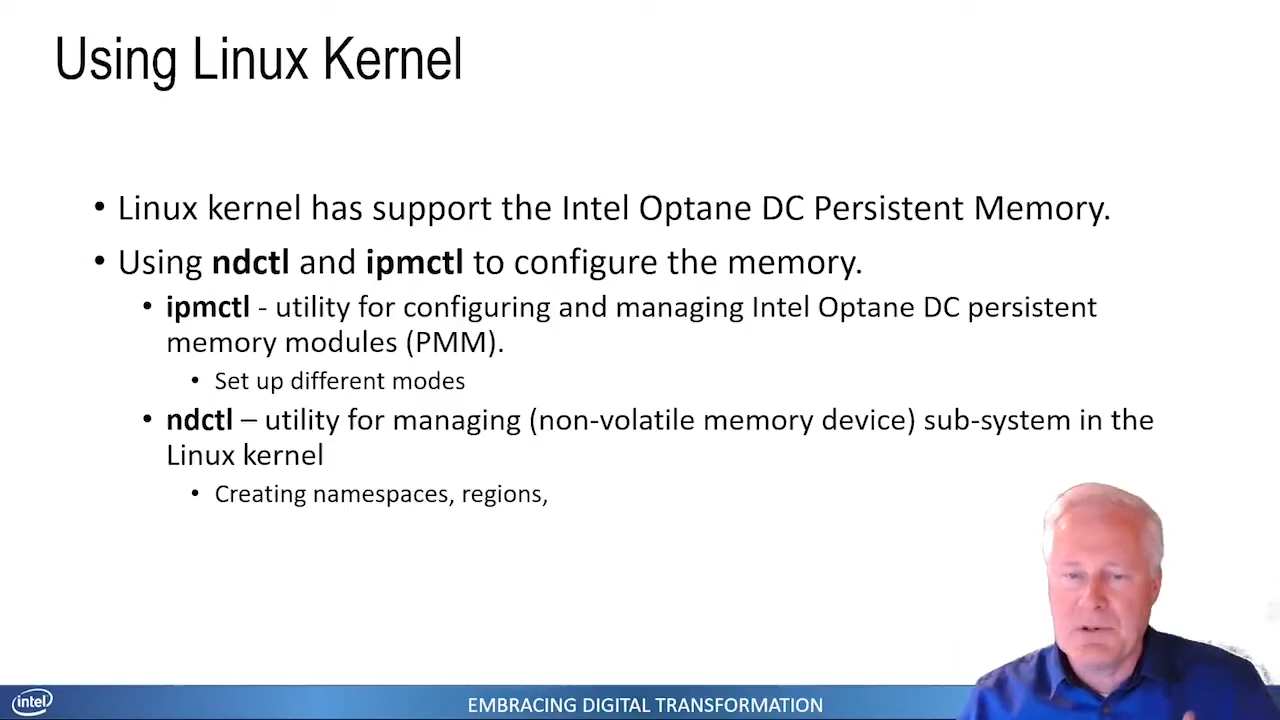 Using Linux Kernel
• Linux kernel has support the Intel Optane DC Persistent Memory.
• Using ndctl and ipmctl to configure the memory.
• ipmctl - utility for configuring and managing Intel Optane DC persistent
memory modules (PMM).
• Set up different modes
• ndctl – utility for managing (non-volatile memory device) sub-system in the
Linux kernel
• Creating namespaces, regions,
intel
EMBRACING DIGITAL TRANSFORMATION